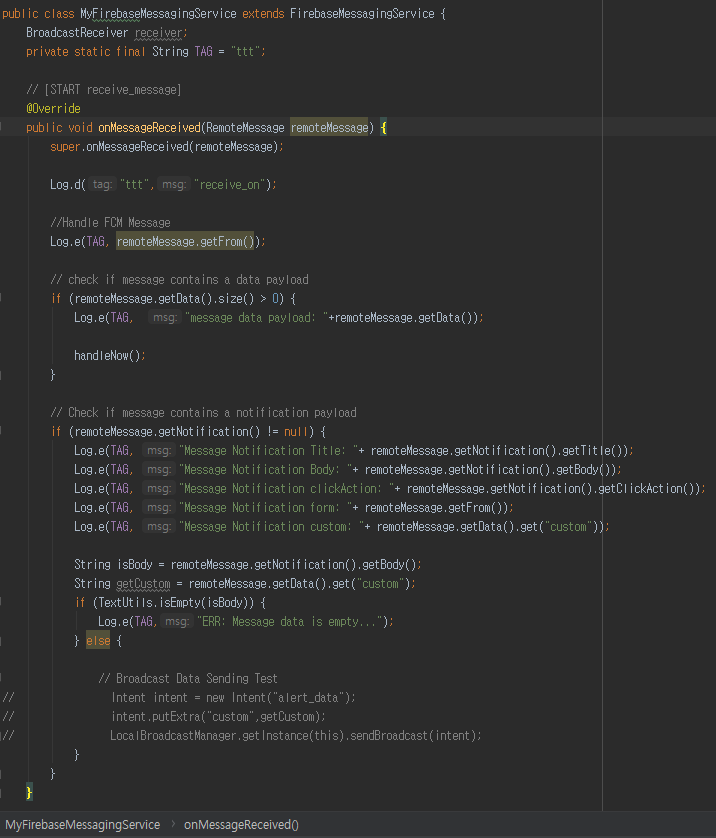 public class MyFirebaseMessagingService extends FirebaseMessagingService {
BroadcastReceiver receiver;
private static final String TAG = "ttt";
// [START receive_message]
@Override
public void onMessageReceived(RemoteMessage remoteMessage) {
super.onMessageReceived(remoteMessage);
Log.d( tag: "ttt", msg: "receive_on");
//Handle FCM Message
Log.e(TAG, remoteMessage.getFrom());
// check if message contains a data payload
if (remoteMessage.getData().size() > 0) {
Log.e(TAG, msg: "message data payload: "+remoteMessage.getData());
handleNow();
}
// Check if message contains a notification payload
if (remoteMessage.getNotification() != null) {
Log.e(TAG, msg: "Message Notification Title: "+ remoteMessage.getNotification().getTitle());
Log.e(TAG, msg: "Message Notification Body: "+ remoteMessage.getNotification().getBody());
Log.e(TAG, msg: "Message Notification clickAction: "+ remoteMessage.getNotification().getClickAction());
Log.e(TAG, msg: "Message Notification form: "+ remoteMessage.getFrom());
Log.e(TAG, msg: "Message Notification custom: "+ remoteMessage.getData().get("custom"));
String isBody = remoteMessage.getNotification().getBody();
String getCustom = remoteMessage.getData().get("custom");
if (TextUtils.isEmpty(isBody)) {
Log.e(TAG, msg: "ERR: Message data is empty...");
} else {
// Broadcast Data Sending Test
// Intent intent = new Intent("alert_data");
// intent.putExtra("custom",getCustom);
// LocalBroadcastManager.getInstance(this).sendBroadcast(intent);
}
}
}
MyFirebaseMessagingService › onMessageReceived()